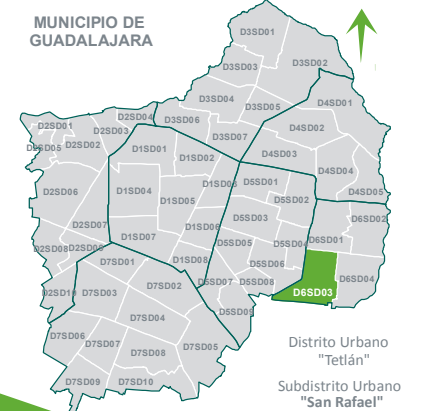 MUNICIPIO DE
GUADALAJARA
D3SD01
D3SD03
D3SD02
D3SD04
D3SD05
D4SD01
D2SD04
D3SD06
D2SD01
D2SD03
D3SD07
D4SD02
D2SD05
D2SD02
D1SD01
D1SD02
D4SD03
D4SD04
D2SD06
D1SD04
D1SD03
D5SD01
D4SD05
D1SD05
D5SD02
D5SD03
D6SD02
D2SD07
D1SD06
D1SD07
D5SD05
D5SD04
D6SD01
D2SD08
D2SD09
D7SD01
D1SD08
D5SD06
D6SD04
D2SD10
D7SD03
D7SD02
D5SD07
D5SD08
D6SD03
D7SD04
D5SD09
D7SD06
D7SD07
D7SD08
D7SD05
D7SD09
D7SD10
Distrito Urbano
"Tetlán"
Subdistrito Urbano
"San Rafael"